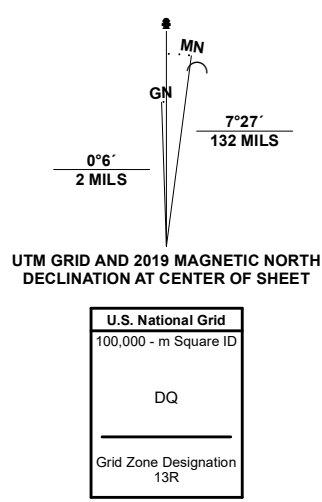 MN
GN
7°27´
132 MILS
0°6´
2 MILS
UTM GRID AND 2019 MAGNETIC NORTH
DECLINATION AT CENTER OF SHEET
U.S. National Grid
100,000 - m Square ID
DQ
Grid Zone Designation
13R